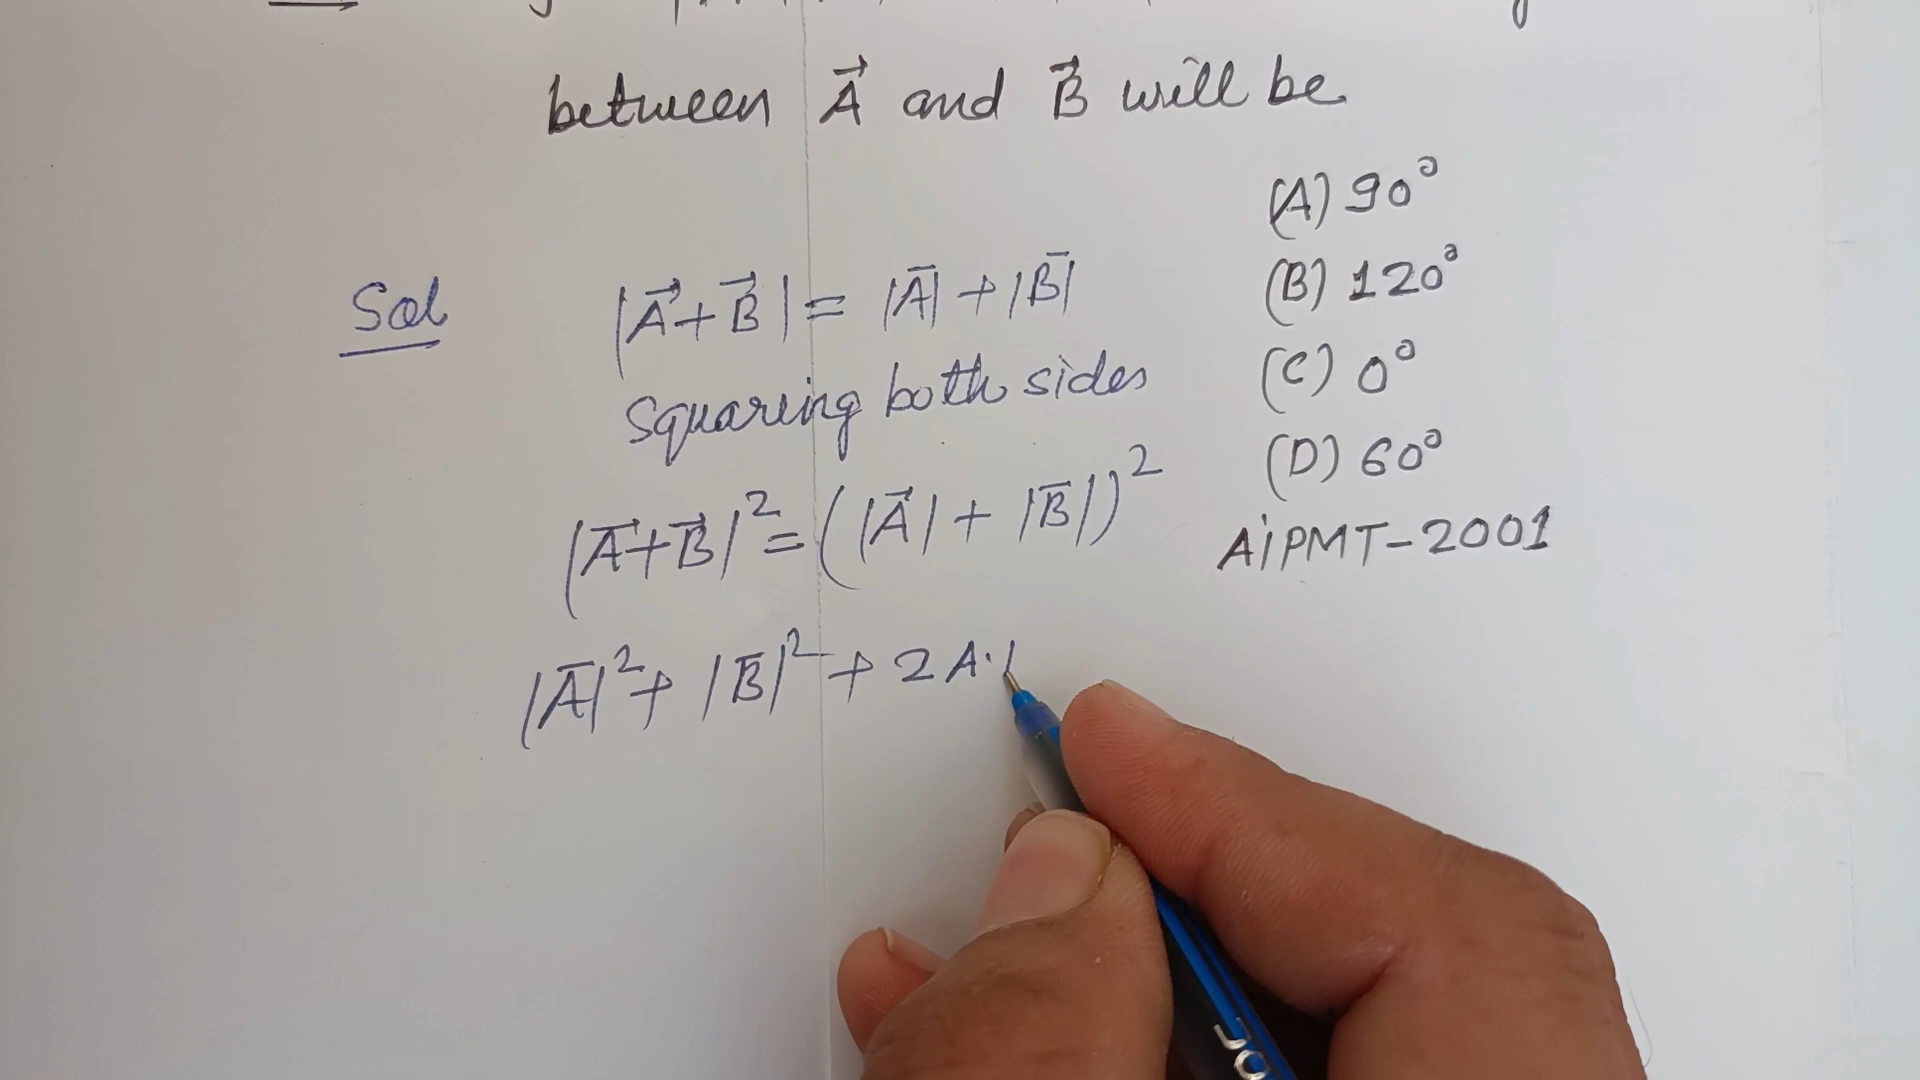 between A⃗ and B⃗ will be
(A) 90°
(B) 120°
(C) 0°
(D) 60°
AiPMT-2001
Sol |A⃗+B⃗| = |A̅| + |B̅|
Squaring both sides
|A̅+B⃗|² = (|A⃗| + |B̅|)²
|A̅|² + |B̅|² + 2A·
JO